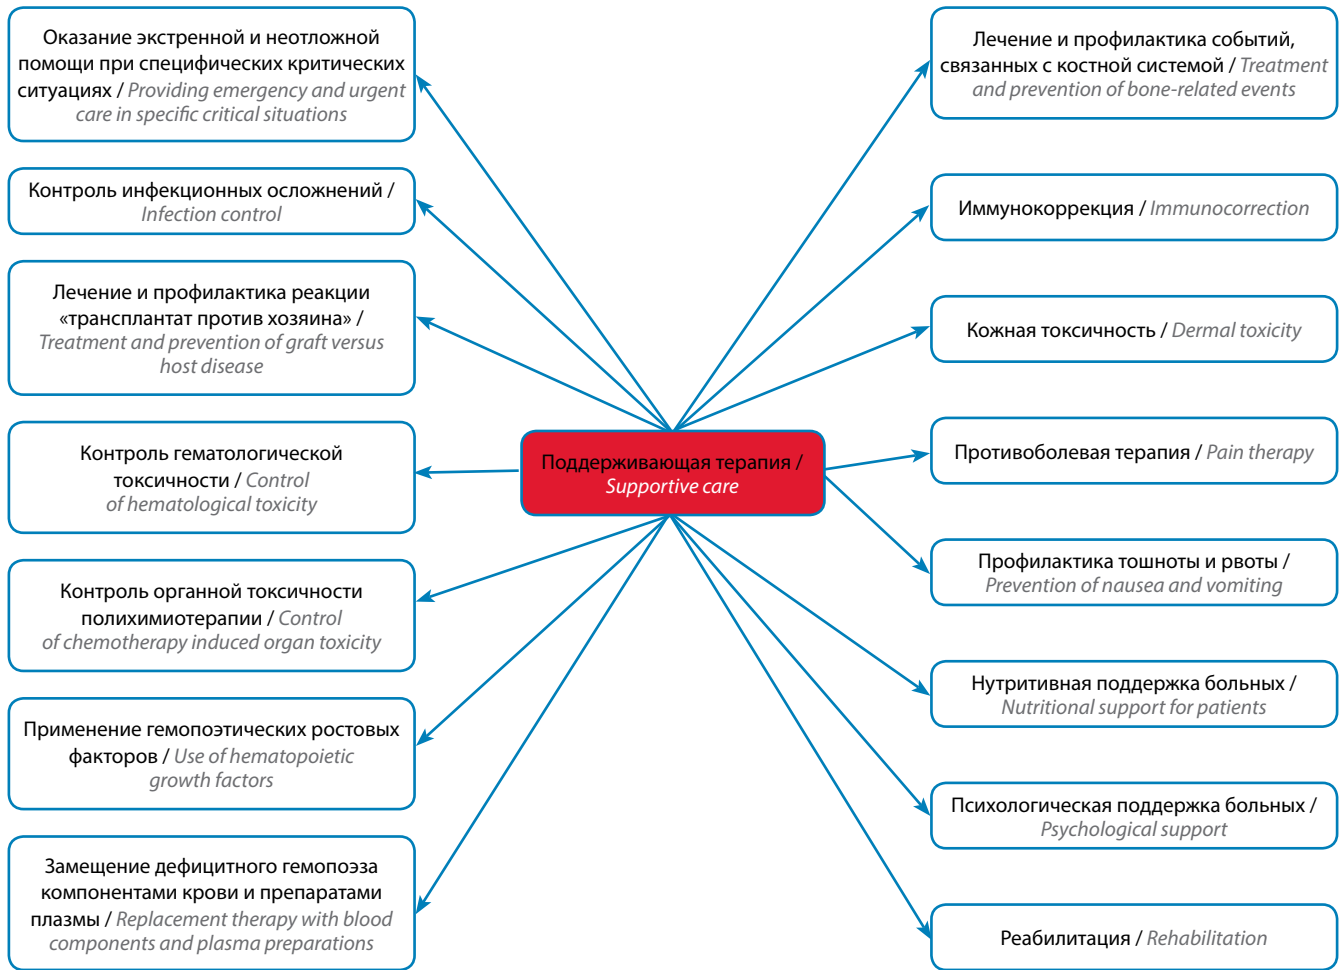 Оказание экстренной и неотложной
помощи при специфических критических
ситуациях / Providing emergency and urgent
care in specific critical situations
Контроль инфекционных осложнений /
Infection control
Лечение и профилактика реакции
«трансплантат против хозяина» /
Treatment and prevention of graft versus
host disease
Контроль гематологической
токсичности / Control
of hematological toxicity
Контроль органной токсичности
полихимиотерапии / Control
of chemotherapy induced organ toxicity
Применение гемопоэтических ростовых
факторов / Use of hematopoietic
growth factors
Замещение дефицитного гемопоэза
компонентами крови и препаратами
плазмы / Replacement therapy with blood
components and plasma preparations
Поддерживающая терапия /
Supportive care
Лечение и профилактика событий,
связанных с костной системой / Treatment
and prevention of bone-related events
Иммунокоррекция / Immunocorrection
Кожная токсичность / Dermal toxicity
Противоболевая терапия / Pain therapy
Профилактика тошноты и рвоты /
Prevention of nausea and vomiting
Нутритивная поддержка больных /
Nutritional support for patients
Психологическая поддержка больных /
Psychological support
Реабилитация / Rehabilitation